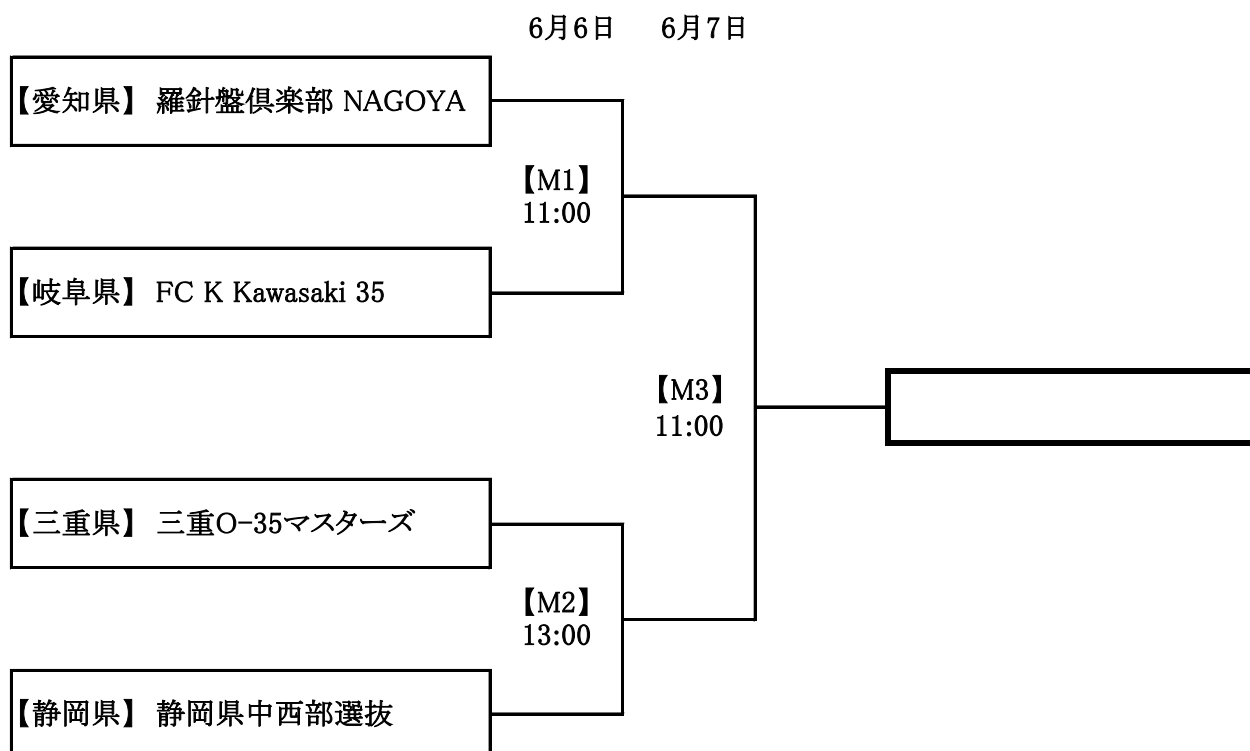 6月6日 6月7日
【愛知県】 羅針盤倶楽部 NAGOYA
【M1】
11:00
【岐阜県】 FC K Kawasaki 35
【M3】
11:00
【三重県】 三重O-35マスターズ
【M2】
13:00
【静岡県】 静岡県中西部選抜